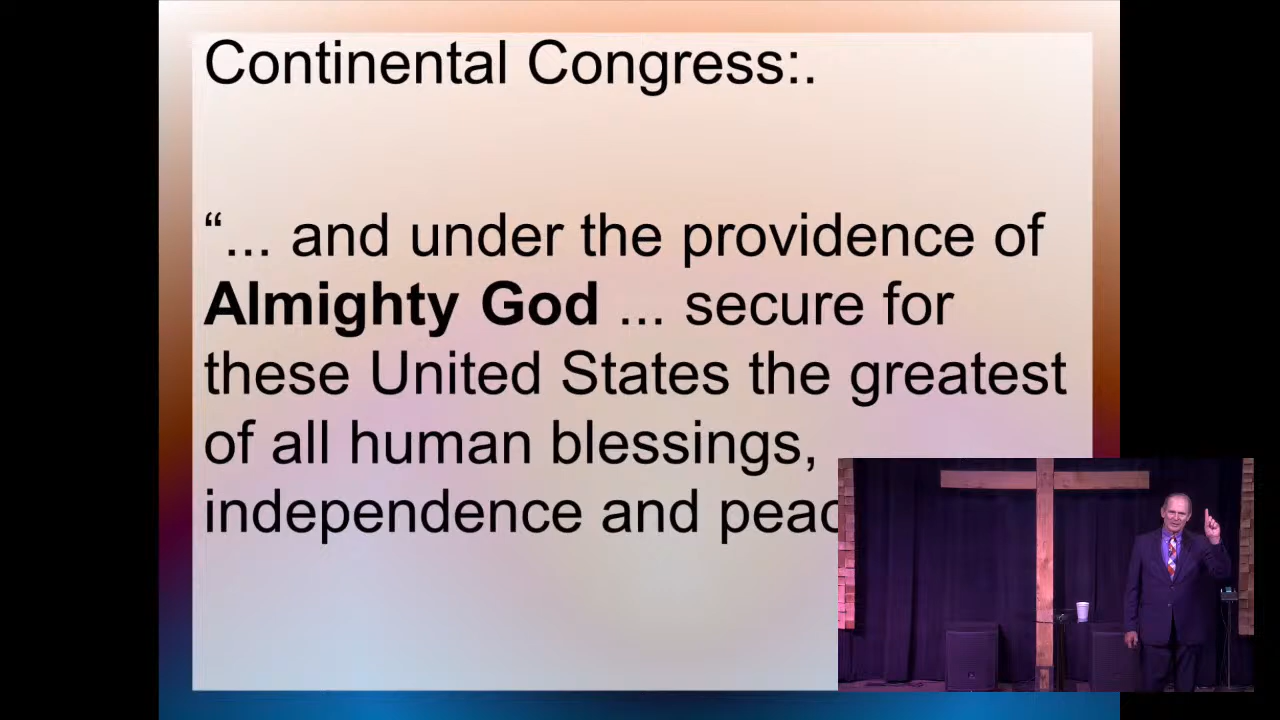 Continental Congress:.
“... and under the providence of
Almighty God ... secure for
these United States the greatest
of all human blessings,
independence and